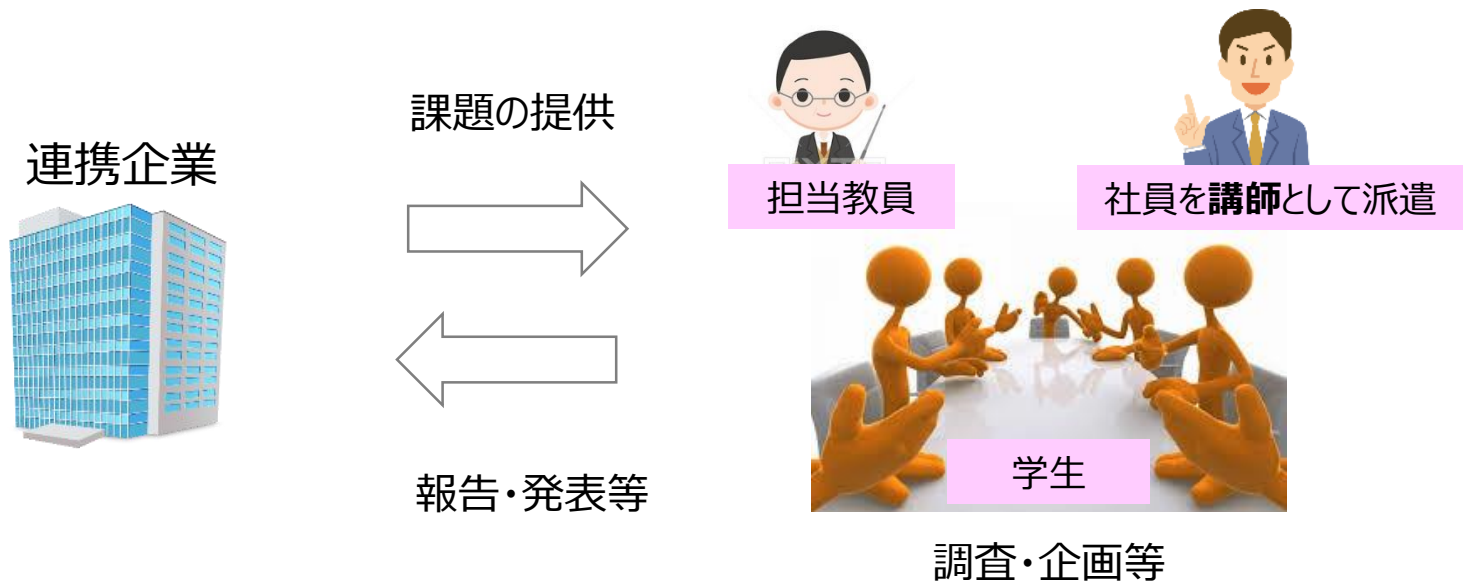 課題の提供
連携企業
担当教員
社員を講師として派遣
学生
報告・発表等
調査・企画等